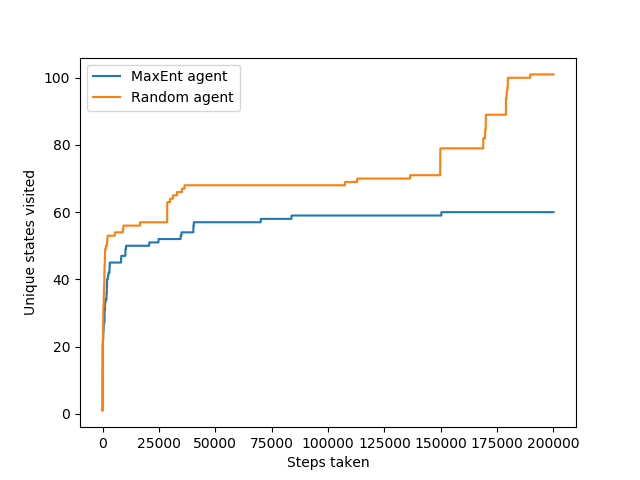 MaxEnt agent
Random agent
100
80
60
40
20
0
Unique states visited
0 25000 50000 75000 100000 125000 150000 175000 200000
Steps taken